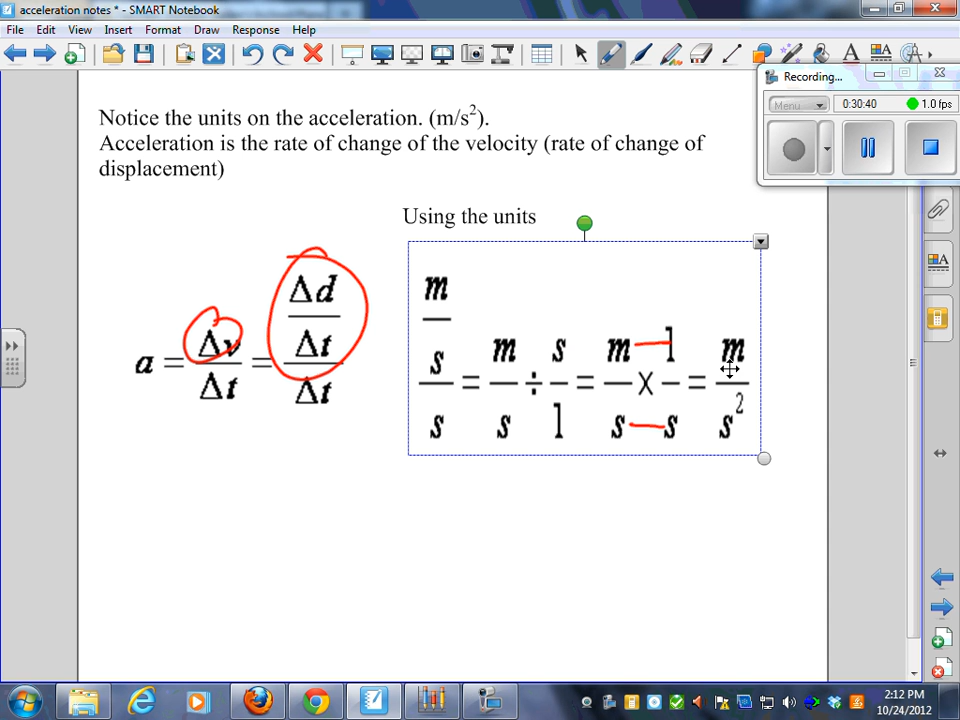 acceleration notes * - SMART Notebook
File Edit View Insert Format Draw Response Help
Recording...
Menu 0:30:40 1.0 fps
Notice the units on the acceleration. (m/s²).
Acceleration is the rate of change of the velocity (rate of change of
displacement)
Using the units
a = Δv/Δt = (Δd/Δt)/Δt
(m/s)/s = m/s ÷ s/1 = m/s × 1/s = m/s²
2:12 PM
10/24/2012